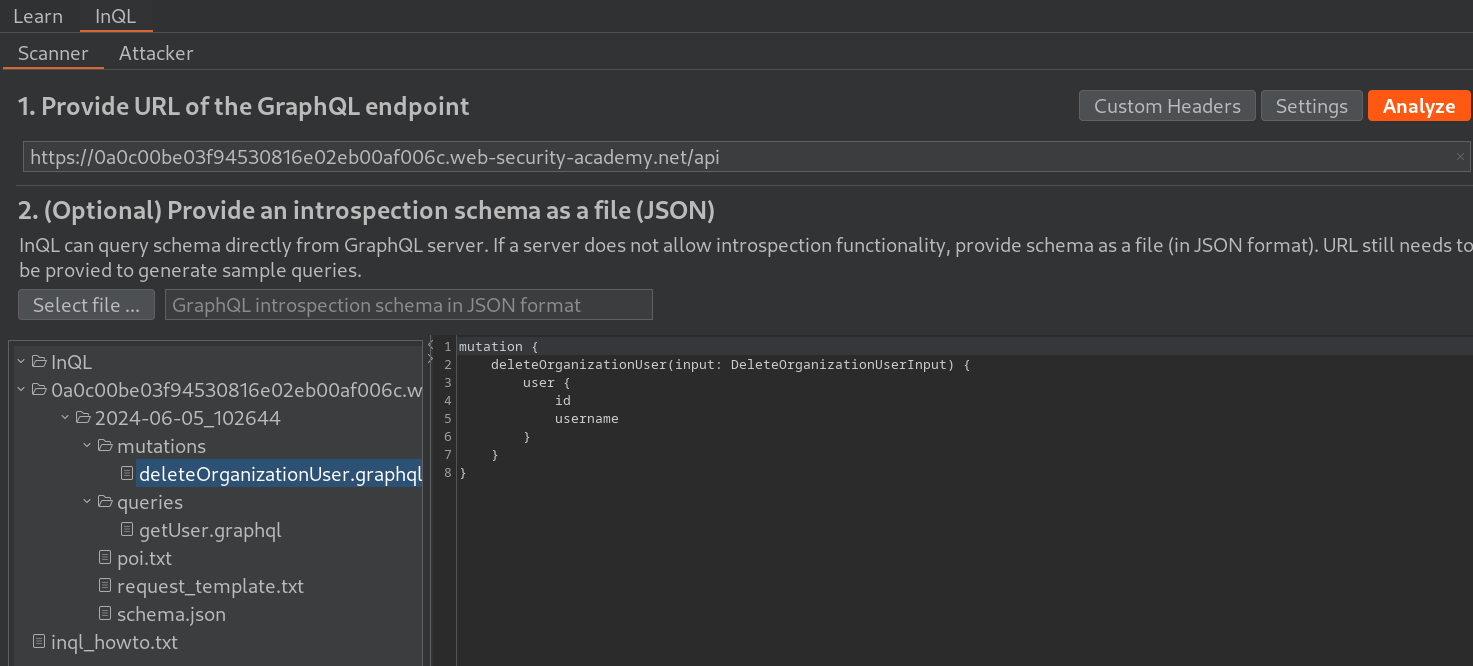 Learn InQL
Scanner Attacker
1. Provide URL of the GraphQL endpoint
Custom Headers Settings Analyze
https://0a0c00be03f94530816e02eb00af006c.web-security-academy.net/api
2. (Optional) Provide an introspection schema as a file (JSON)
InQL can query schema directly from GraphQL server. If a server does not allow introspection functionality, provide schema as a file (in JSON format). URL still needs to
be provied to generate sample queries.
Select file ... GraphQL introspection schema in JSON format
InQL
0a0c00be03f94530816e02eb00af006c.w
2024-06-05_102644
mutations
deleteOrganizationUser.graphql
queries
getUser.graphql
poi.txt
request_template.txt
schema.json
inql_howto.txt
1 mutation {
2 deleteOrganizationUser(input: DeleteOrganizationUserInput) {
3 user {
4 id
5 username
6 }
7 }
8 }